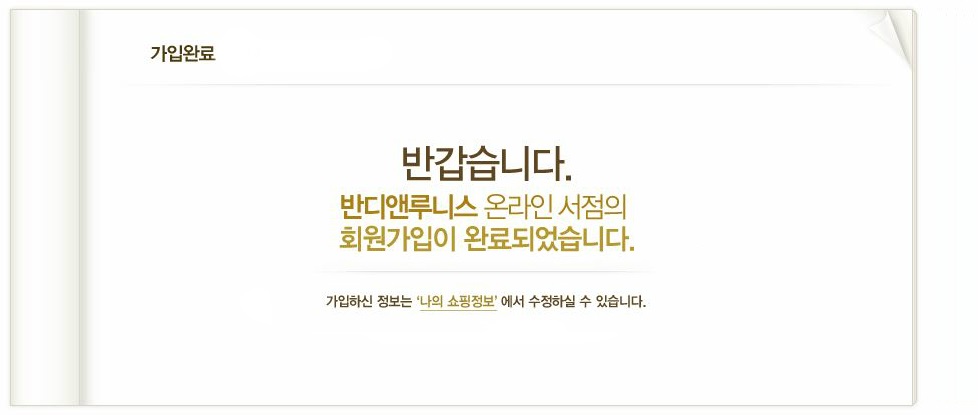 가입완료
반갑습니다.
반디앤루니스 온라인 서점의
회원가입이 완료되었습니다.
가입하신 정보는 '나의 쇼핑정보' 에서 수정하실 수 있습니다.